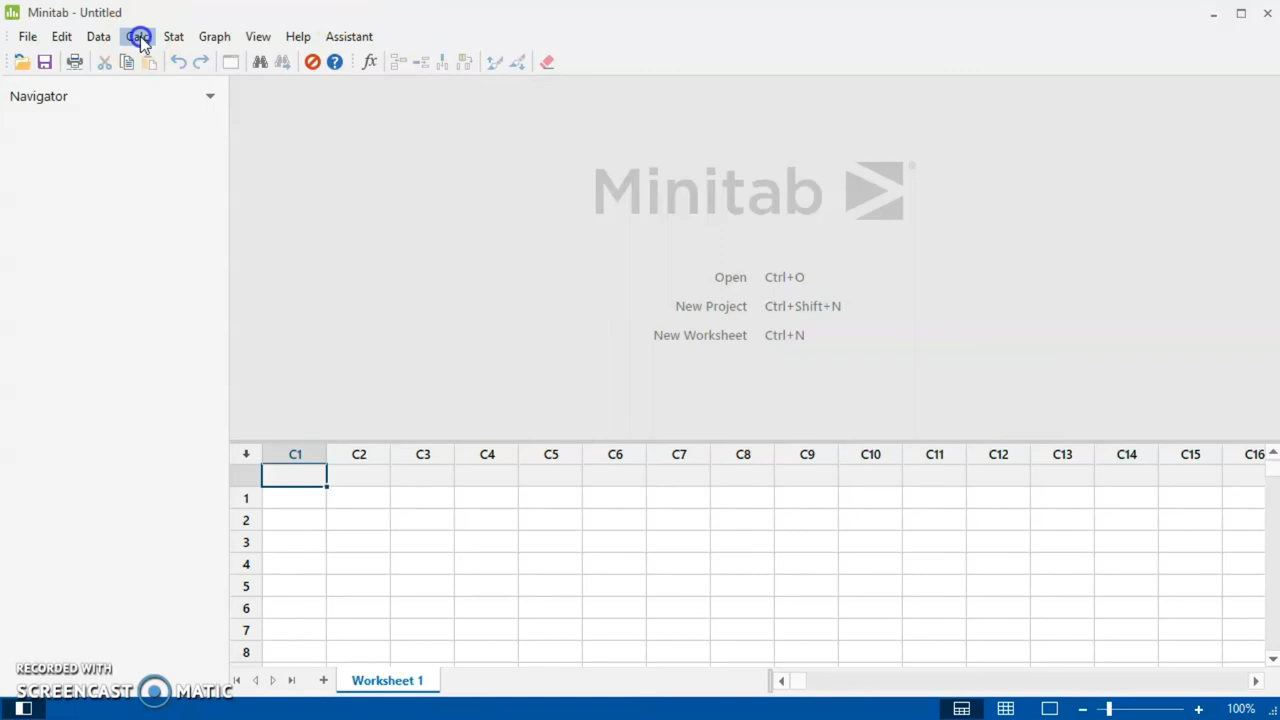 Minitab - Untitled
File Edit Data Calc Stat Graph View Help Assistant
fx
Navigator
Minitab
Open Ctrl+O
New Project Ctrl+Shift+N
New Worksheet Ctrl+N
C1 C2 C3 C4 C5 C6 C7 C8 C9 C10 C11 C12 C13 C14 C15 C16
1
2
3
4
5
6
7
8
RECORDED WITH
SCREENCAST MATIC
Worksheet 1
100%